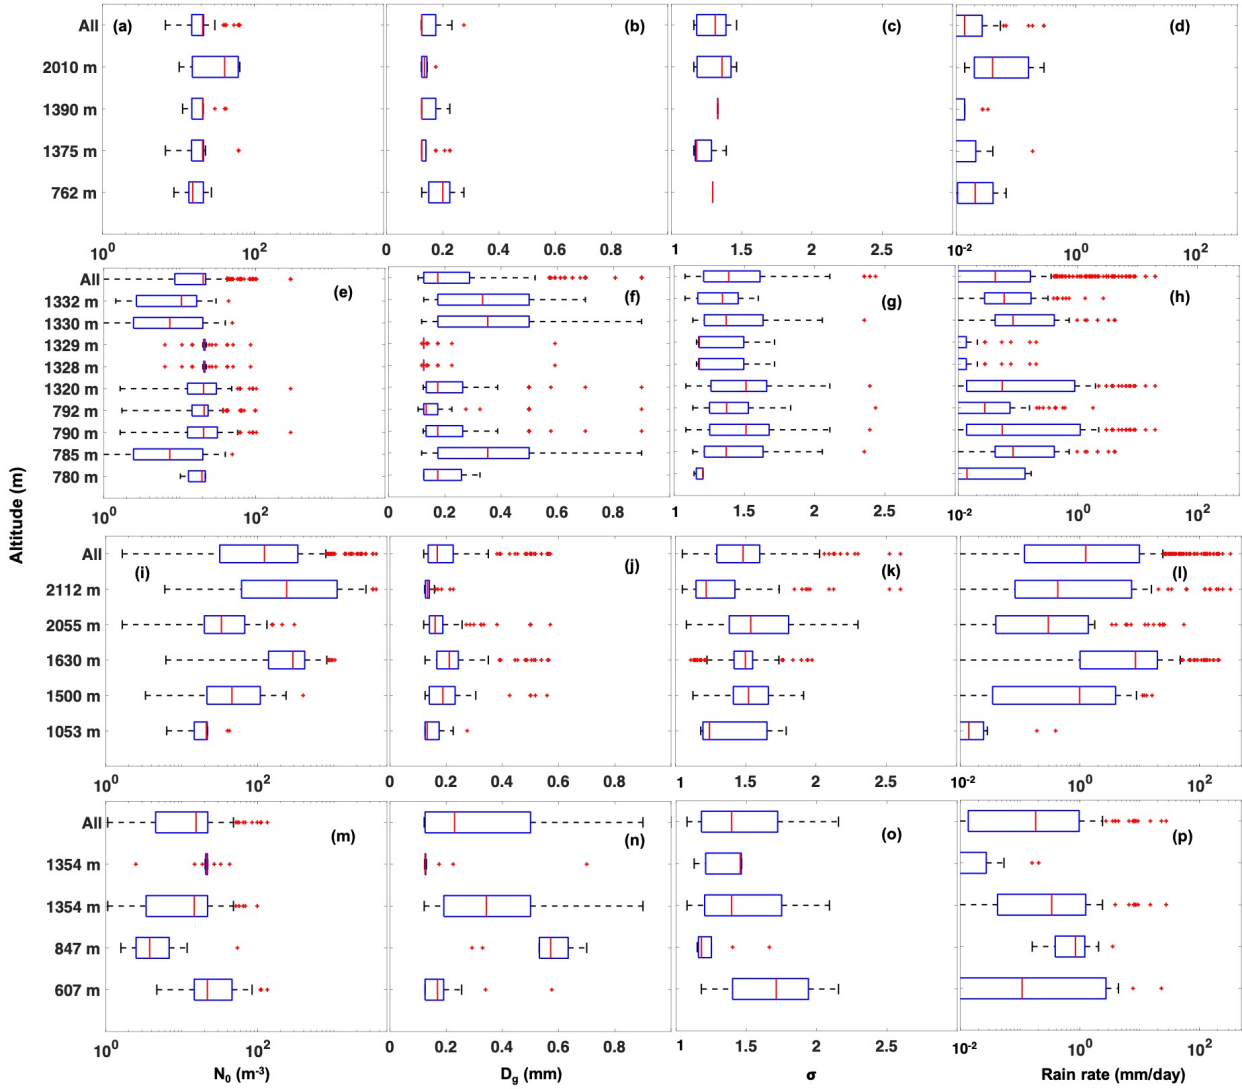 All (a) (b) (c) (d)
2010 m
1390 m
1375 m
762 m
10⁰ 10² 0 0.2 0.4 0.6 0.8 1 1.5 2 2.5 10⁻² 10⁰ 10²
All (e) (f) (g) (h)
1332 m
1330 m
1329 m
1328 m
1320 m
792 m
790 m
785 m
780 m
10⁰ 10² 0 0.2 0.4 0.6 0.8 1 1.5 2 2.5 10⁻² 10⁰ 10²
All (i) (j) (k) (l)
2112 m
2055 m
1630 m
1500 m
1053 m
10⁰ 10² 0 0.2 0.4 0.6 0.8 1 1.5 2 2.5 10⁻² 10⁰ 10²
All (m) (n) (o) (p)
1354 m
1354 m
847 m
607 m
10⁰ 10² 0 0.2 0.4 0.6 0.8 1 1.5 2 2.5 10⁻² 10⁰ 10²
Altitude (m)
N₀ (m⁻³) D_g (mm) σ Rain rate (mm/day)